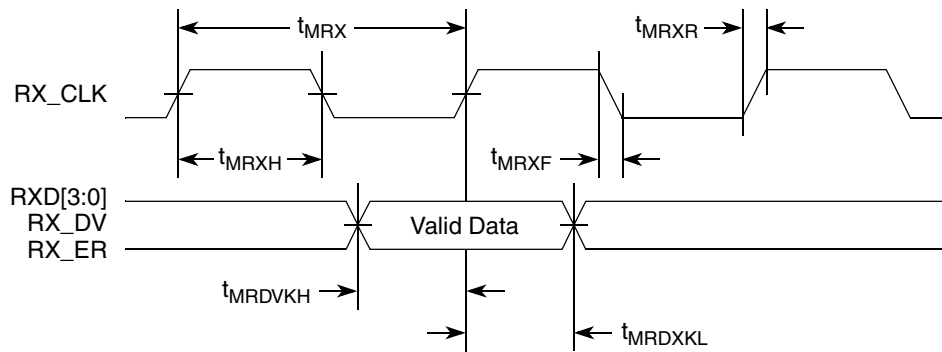 tMRX
tMRXR
RX_CLK
tMRXH
tMRXF
RXD[3:0]
RX_DV
Valid Data
RX_ER
tMRDVKH
tMRDXKL